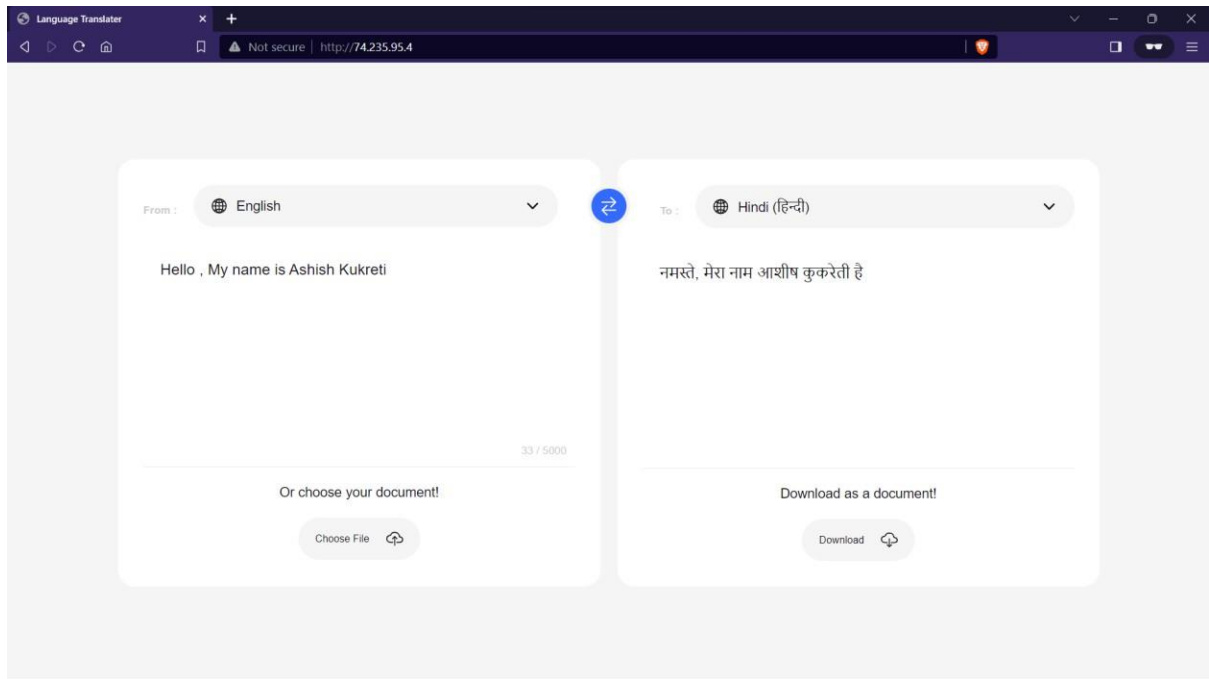 Language Translater
Not secure http://74.235.95.4
From :
English
To :
Hindi (हिन्दी)
Hello , My name is Ashish Kukreti
नमस्ते, मेरा नाम आशीष कुकरेती है
33 / 5000
Or choose your document!
Download as a document!
Choose File
Download